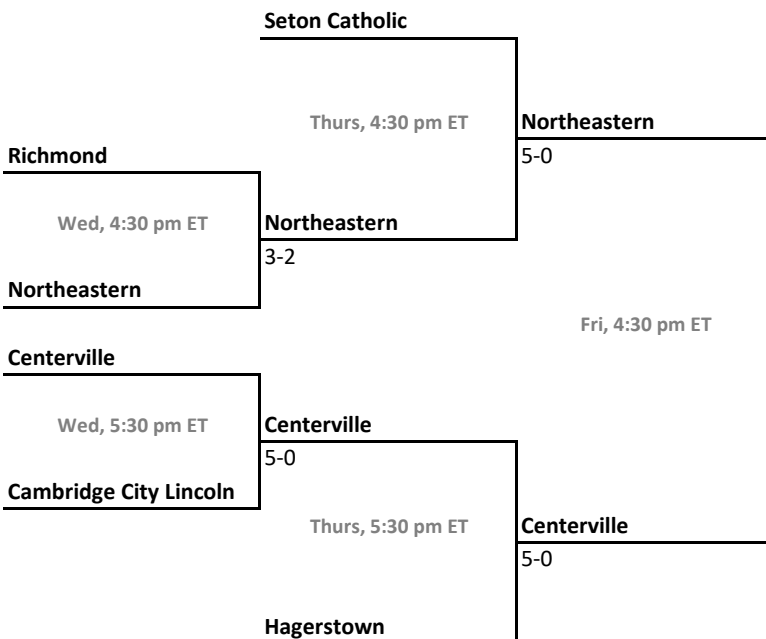 Seton Catholic
Thurs, 4:30 pm ET
Northeastern
Richmond
5-0
Wed, 4:30 pm ET
Northeastern
3-2
Northeastern
Fri, 4:30 pm ET
Centerville
Wed, 5:30 pm ET
Centerville
5-0
Cambridge City Lincoln
Thurs, 5:30 pm ET
Centerville
5-0
Hagerstown